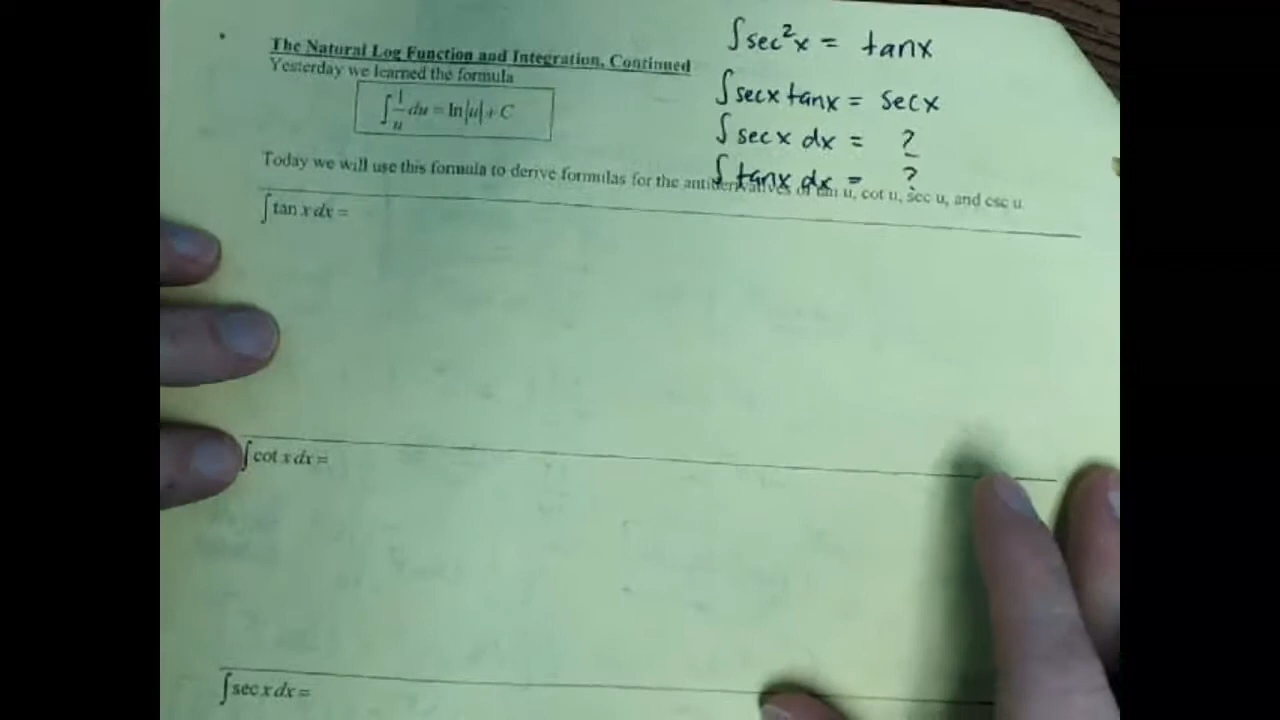 The Natural Log Function and Integration, Continued
Yesterday we learned the formula
∫ 1/u du = ln|u| + C
∫ sec²x = tanx
∫ secx tanx = secx
∫ secx dx = ?
∫ tanx dx = ?
Today we will use this formula to derive formulas for the antiderivatives of tan u, cot u, sec u, and csc u
∫ tan x dx =
∫ cot x dx =
∫ sec x dx =